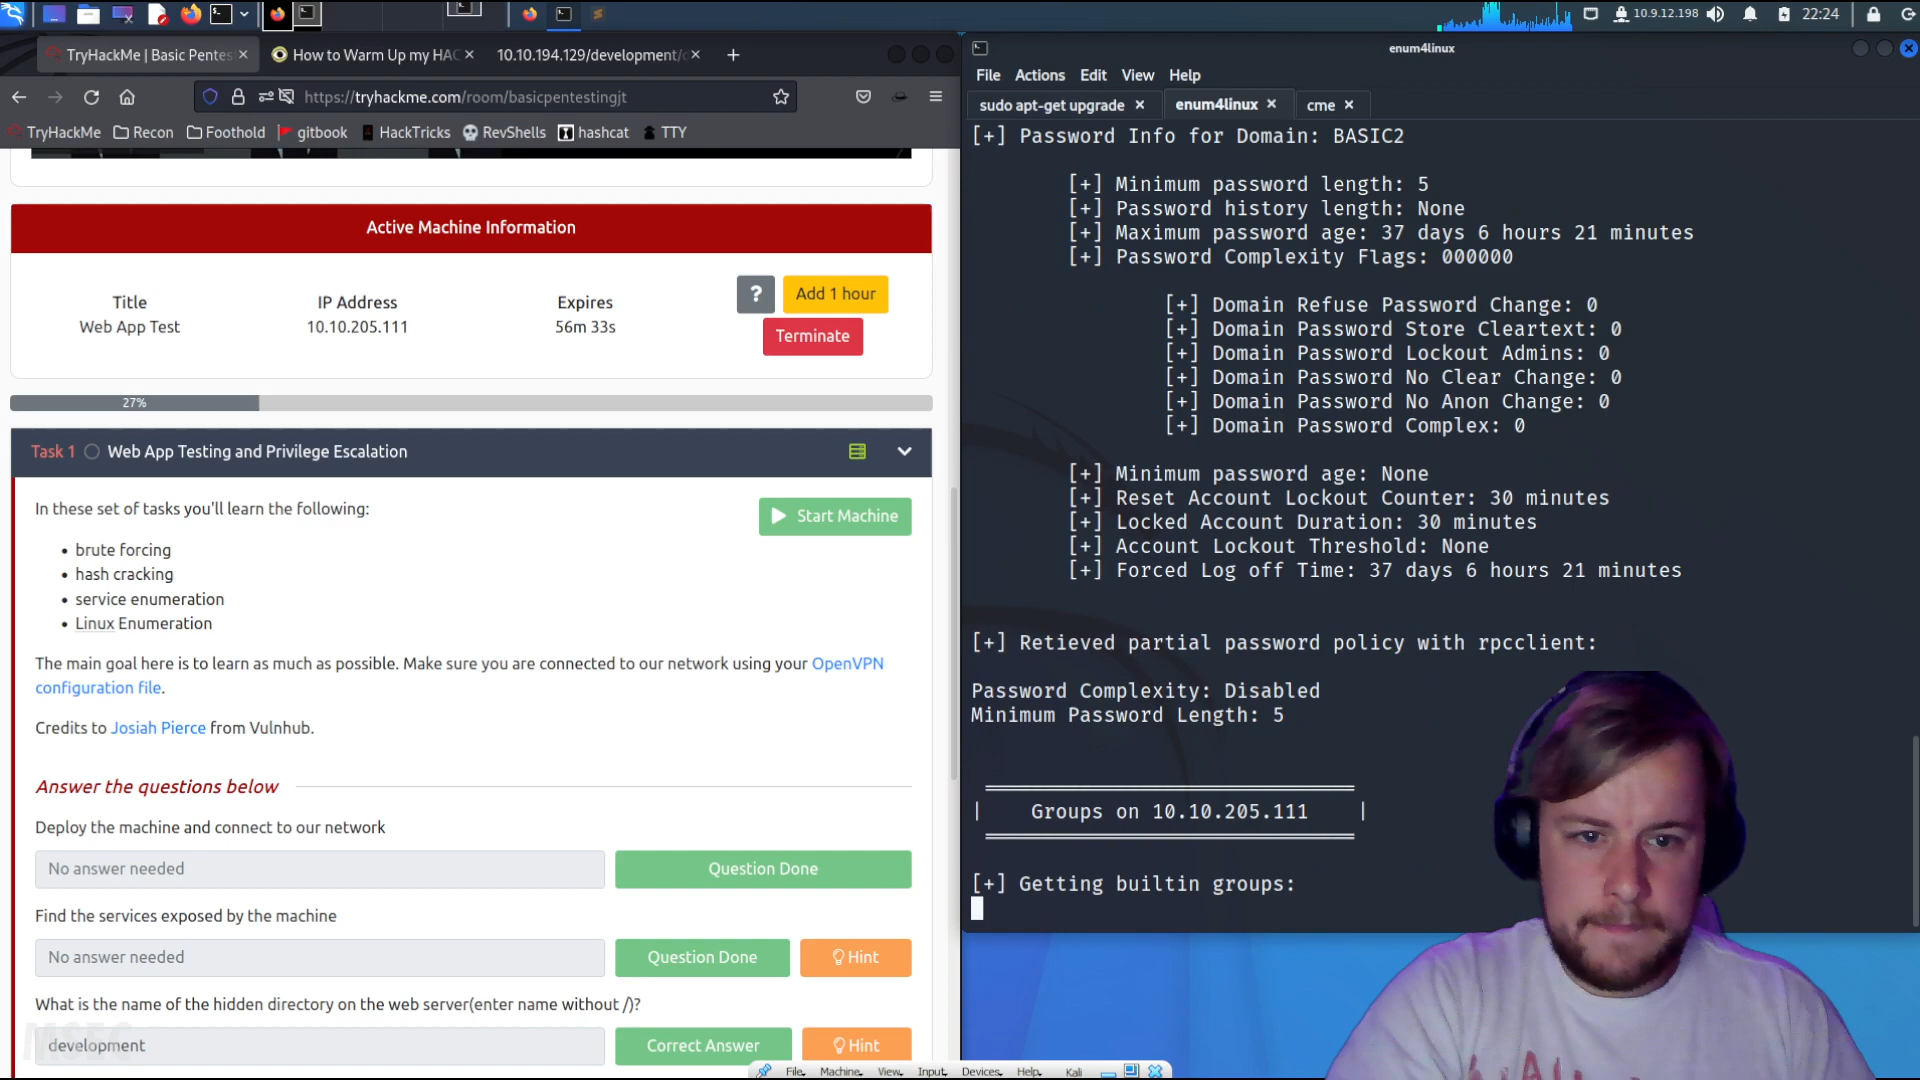 10.9.12.198
22:24
TryHackMe | Basic Pentes
How to Warm Up my HAC
10.10.194.129/development/
https://tryhackme.com/room/basicpentestingjt
TryHackMe
Recon
Foothold
gitbook
HackTricks
RevShells
hashcat
TTY
Active Machine Information
Title
IP Address
Expires
Web App Test
10.10.205.111
56m 33s
?
Add 1 hour
Terminate
27%
Task 1
Web App Testing and Privilege Escalation
In these set of tasks you'll learn the following:
Start Machine
• brute forcing
• hash cracking
• service enumeration
• Linux Enumeration
The main goal here is to learn as much as possible. Make sure you are connected to our network using your OpenVPN
configuration file.
Credits to Josiah Pierce from Vulnhub.
Answer the questions below
Deploy the machine and connect to our network
No answer needed
Question Done
Find the services exposed by the machine
No answer needed
Question Done
Hint
What is the name of the hidden directory on the web server(enter name without /)?
development
Correct Answer
Hint
MSEC
enum4linux
File Actions Edit View Help
sudo apt-get upgrade
enum4linux
cme
[+] Password Info for Domain: BASIC2
[+] Minimum password length: 5
[+] Password history length: None
[+] Maximum password age: 37 days 6 hours 21 minutes
[+] Password Complexity Flags: 000000
[+] Domain Refuse Password Change: 0
[+] Domain Password Store Cleartext: 0
[+] Domain Password Lockout Admins: 0
[+] Domain Password No Clear Change: 0
[+] Domain Password No Anon Change: 0
[+] Domain Password Complex: 0
[+] Minimum password age: None
[+] Reset Account Lockout Counter: 30 minutes
[+] Locked Account Duration: 30 minutes
[+] Account Lockout Threshold: None
[+] Forced Log off Time: 37 days 6 hours 21 minutes
[+] Retieved partial password policy with rpcclient:
Password Complexity: Disabled
Minimum Password Length: 5
| Groups on 10.10.205.111 |
[+] Getting builtin groups:
File Machine View Input Devices Help Kali